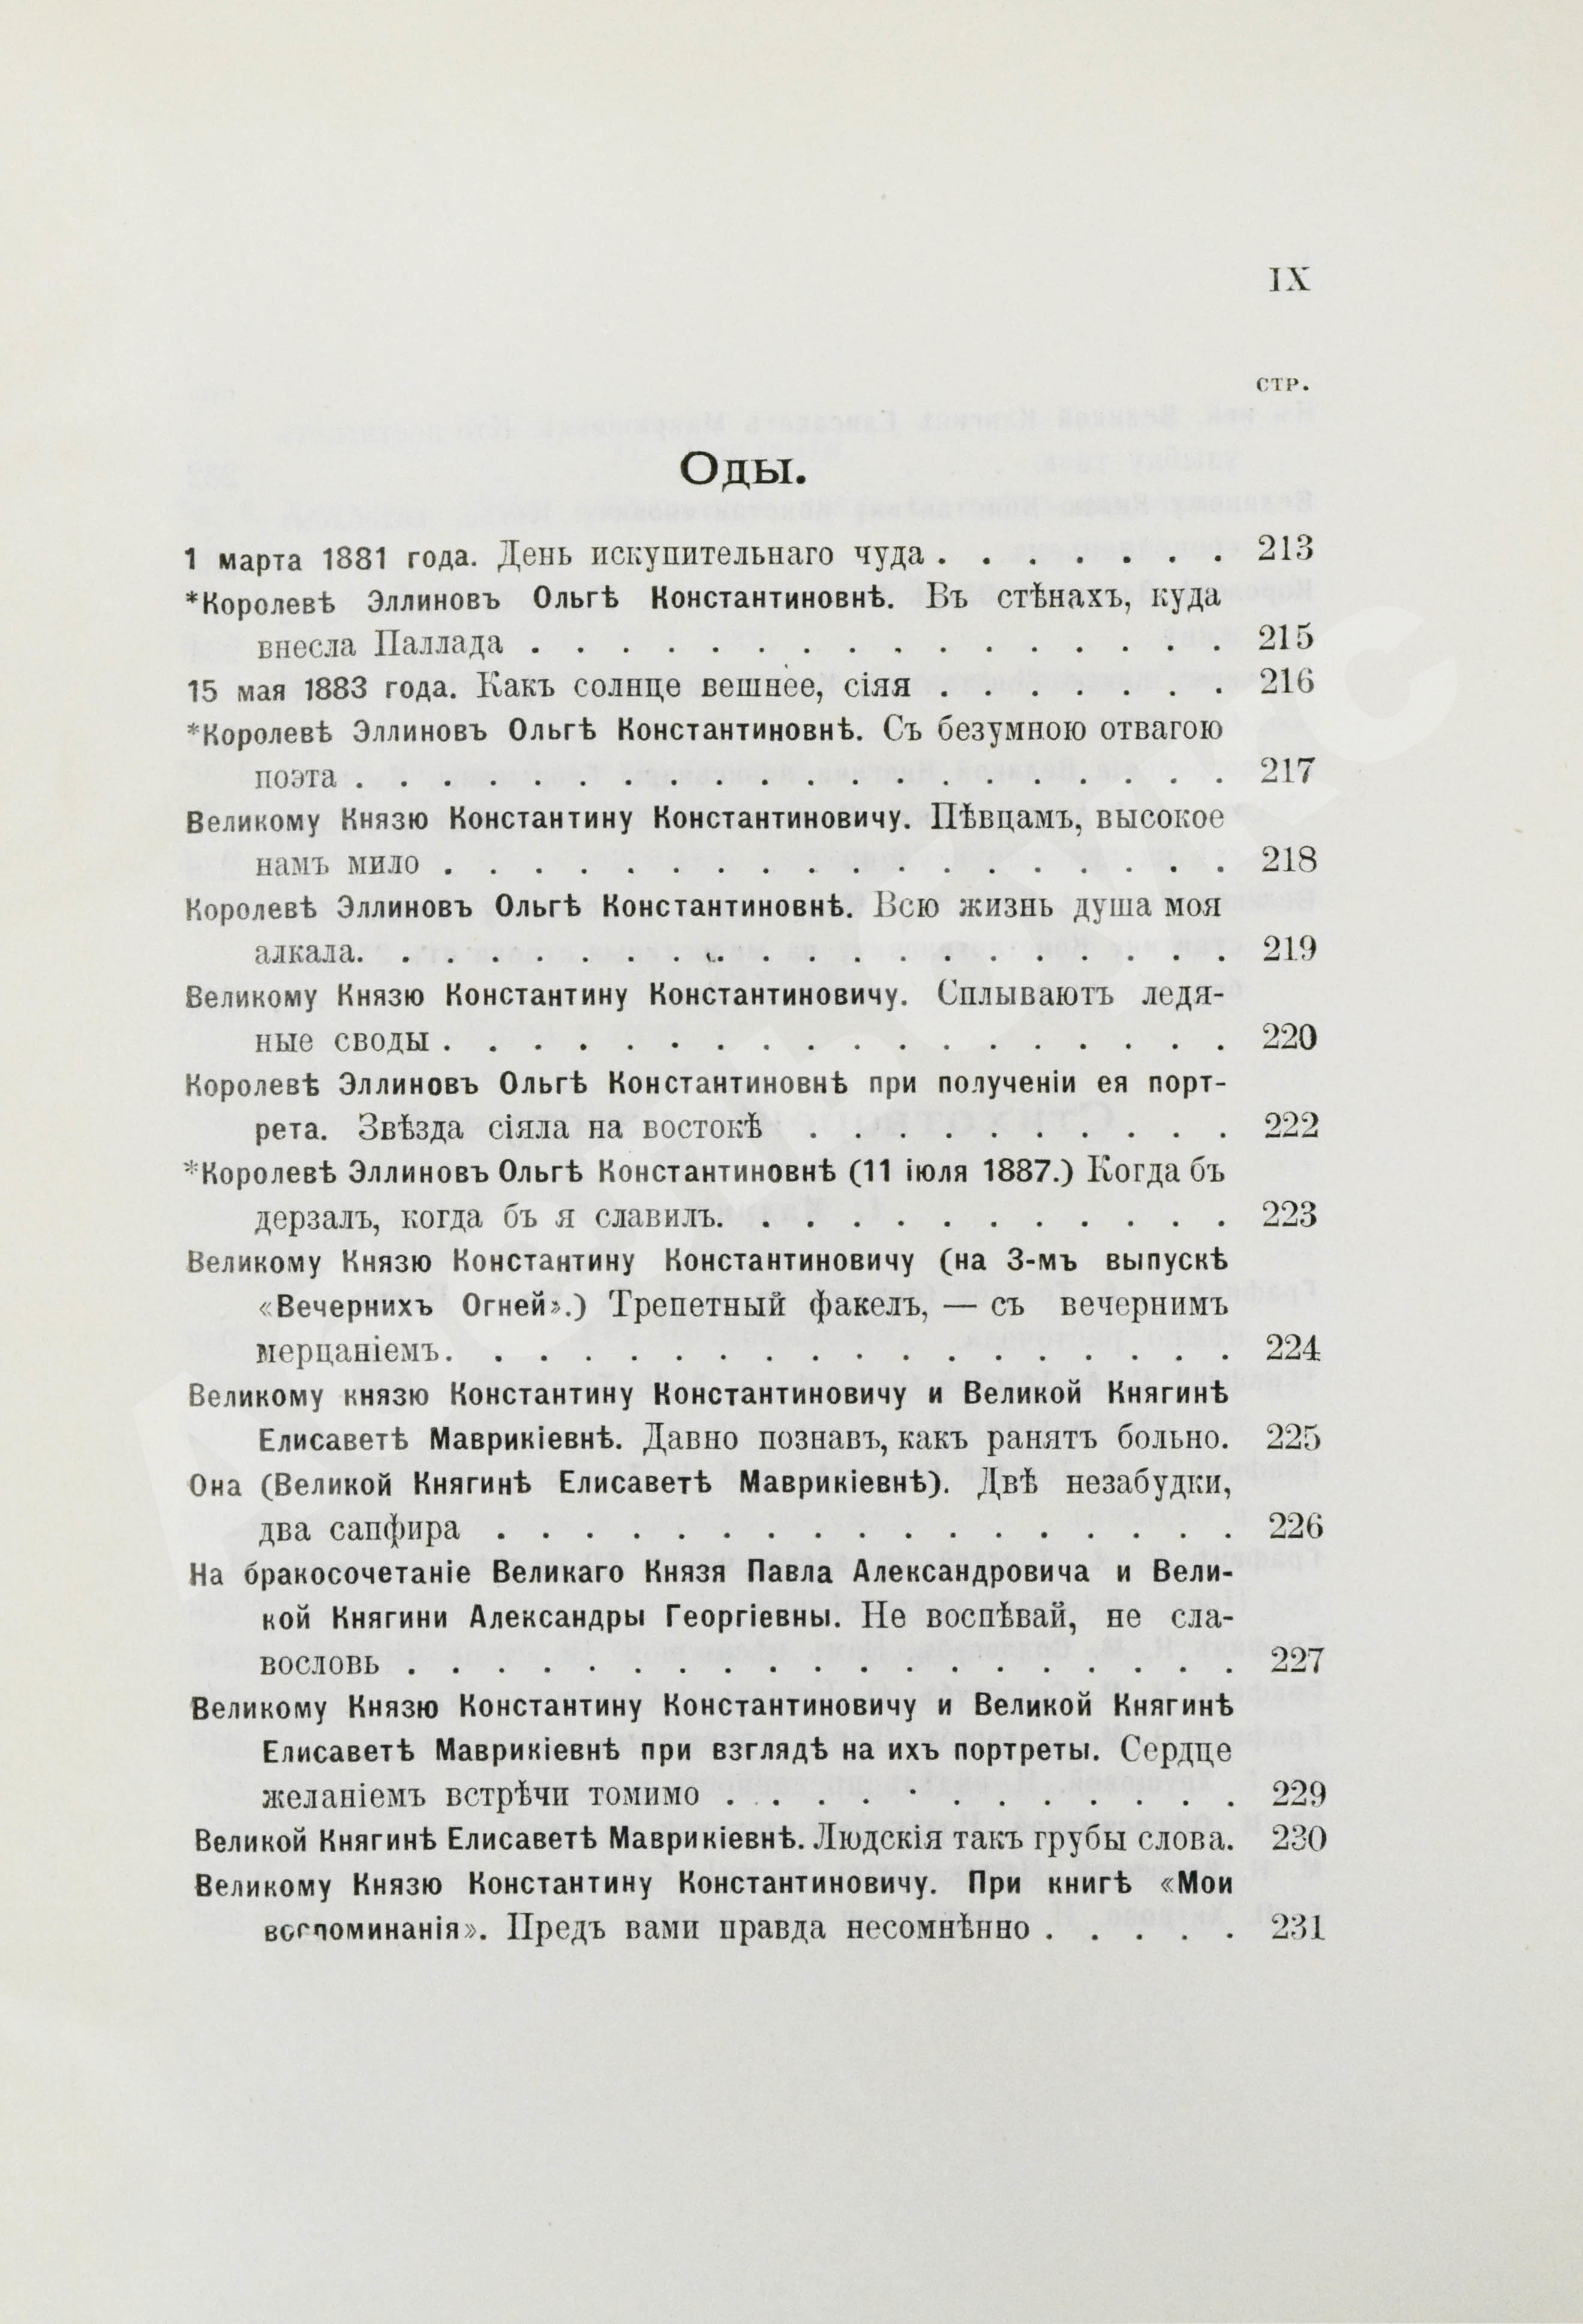 IX
СТР.
Оды.
1 марта 1881 года. День искупительнаго чуда . . . . . . . 213
*Королевѣ Эллиновъ Ольгѣ Константиновнѣ. Въ стѣнахъ, куда
внесла Паллада . . . . . . . . . . . . . . . . 215
15 мая 1883 года. Какъ солнце вешнее, сіяя . . . . . . . 216
*Королевѣ Эллиновъ Ольгѣ Константиновнѣ. Съ безумною отвагою
поэта . . . . . . . . . . . . . . . . . . . . 217
Великому Князю Константину Константиновичу. Пѣвцамъ, высокое
намъ мило . . . . . . . . . . . . . . . . . . 218
Королевѣ Эллиновъ Ольгѣ Константиновнѣ. Всю жизнь душа моя
алкала. . . . . . . . . . . . . . . . . . . . 219
Великому Князю Константину Константиновичу. Сплываютъ ледя-
ные своды . . . . . . . . . . . . . . . . . . 220
Королевѣ Эллиновъ Ольгѣ Константиновнѣ при полученіи ея порт-
рета. Звѣзда сіяла на востокѣ . . . . . . . . . . 222
*Королевѣ Эллиновъ Ольгѣ Константиновнѣ (11 іюля 1887.) Когда бъ
дерзалъ, когда бъ я славилъ. . . . . . . . . . . . 223
Великому Князю Константину Константиновичу (на 3-мъ выпускѣ
«Вечернихъ Огней».) Трепетный факелъ, — съ вечернимъ
мерцаніемъ. . . . . . . . . . . . . . . . . . 224
Великому князю Константину Константиновичу и Великой Княгинѣ
Елисаветѣ Маврикіевнѣ. Давно познавъ, какъ ранятъ больно. 225
Она (Великой Княгинѣ Елисаветѣ Маврикіевнѣ). Двѣ незабудки,
два сапфира . . . . . . . . . . . . . . . . . 226
На бракосочетаніе Великаго Князя Павла Александровича и Вели-
кой Княгини Александры Георгіевны. Не воспѣвай, не сла-
вословь . . . . . . . . . . . . . . . . . . . 227
Великому Князю Константину Константиновичу и Великой Княгинѣ
Елисаветѣ Маврикіевнѣ при взглядѣ на ихъ портреты. Сердце
желаніемъ встрѣчи томимо . . . . . . . . . . . . 229
Великой Княгинѣ Елисаветѣ Маврикіевнѣ. Людскія такъ грубы слова. 230
Великому Князю Константину Константиновичу. При книгѣ «Мои
воспоминанія». Предъ вами правда несомнѣнно . . . . . 231